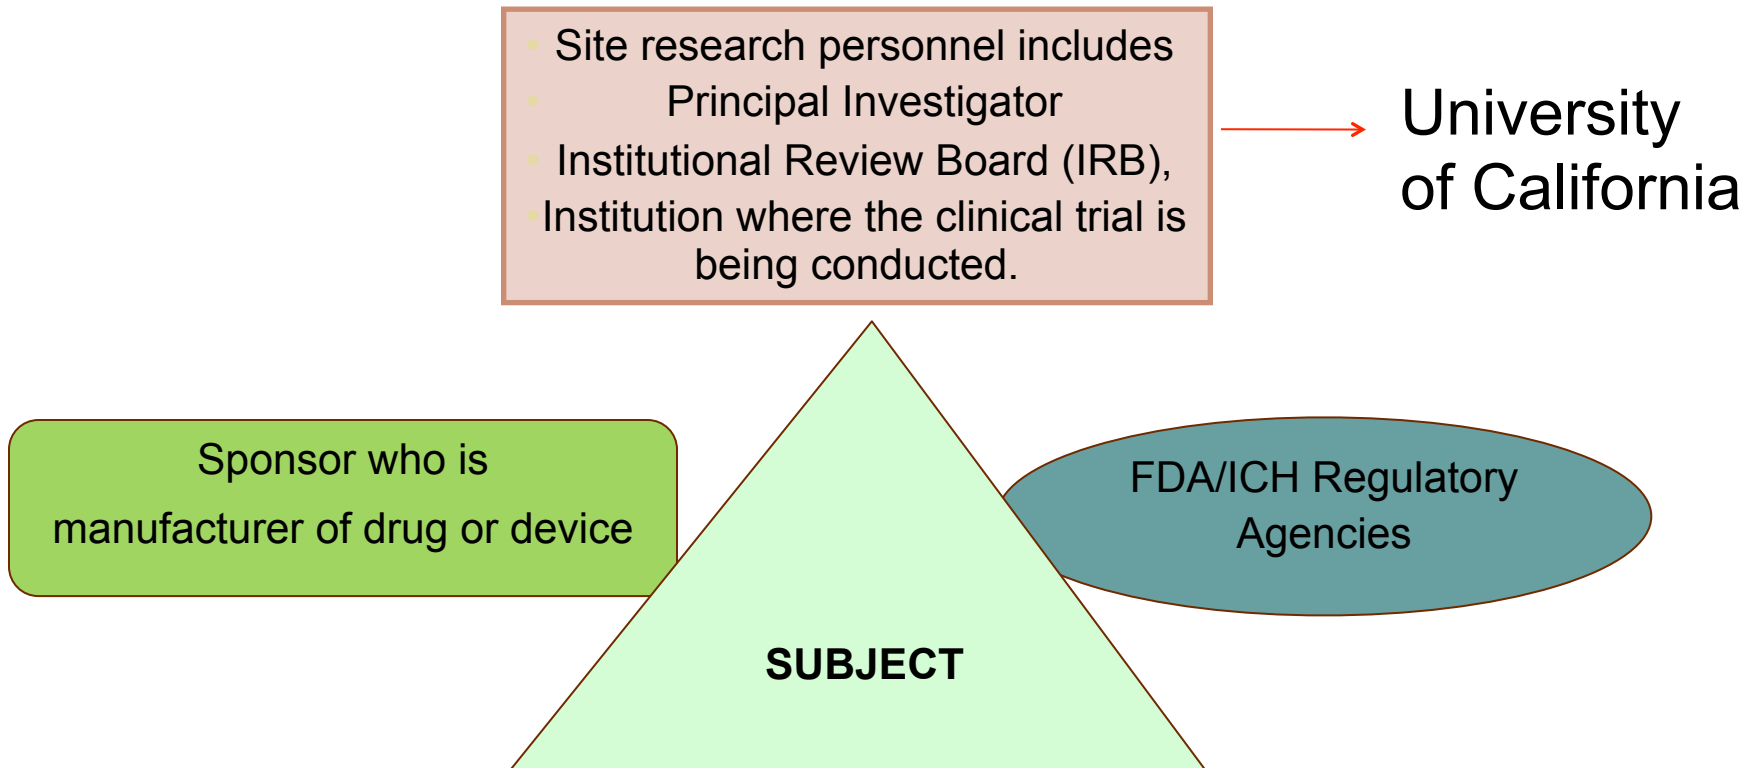 • Site research personnel includes
• Principal Investigator
• Institutional Review Board (IRB),
•Institution where the clinical trial is
being conducted.
University
of California
Sponsor who is
manufacturer of drug or device
FDA/ICH Regulatory
Agencies
SUBJECT